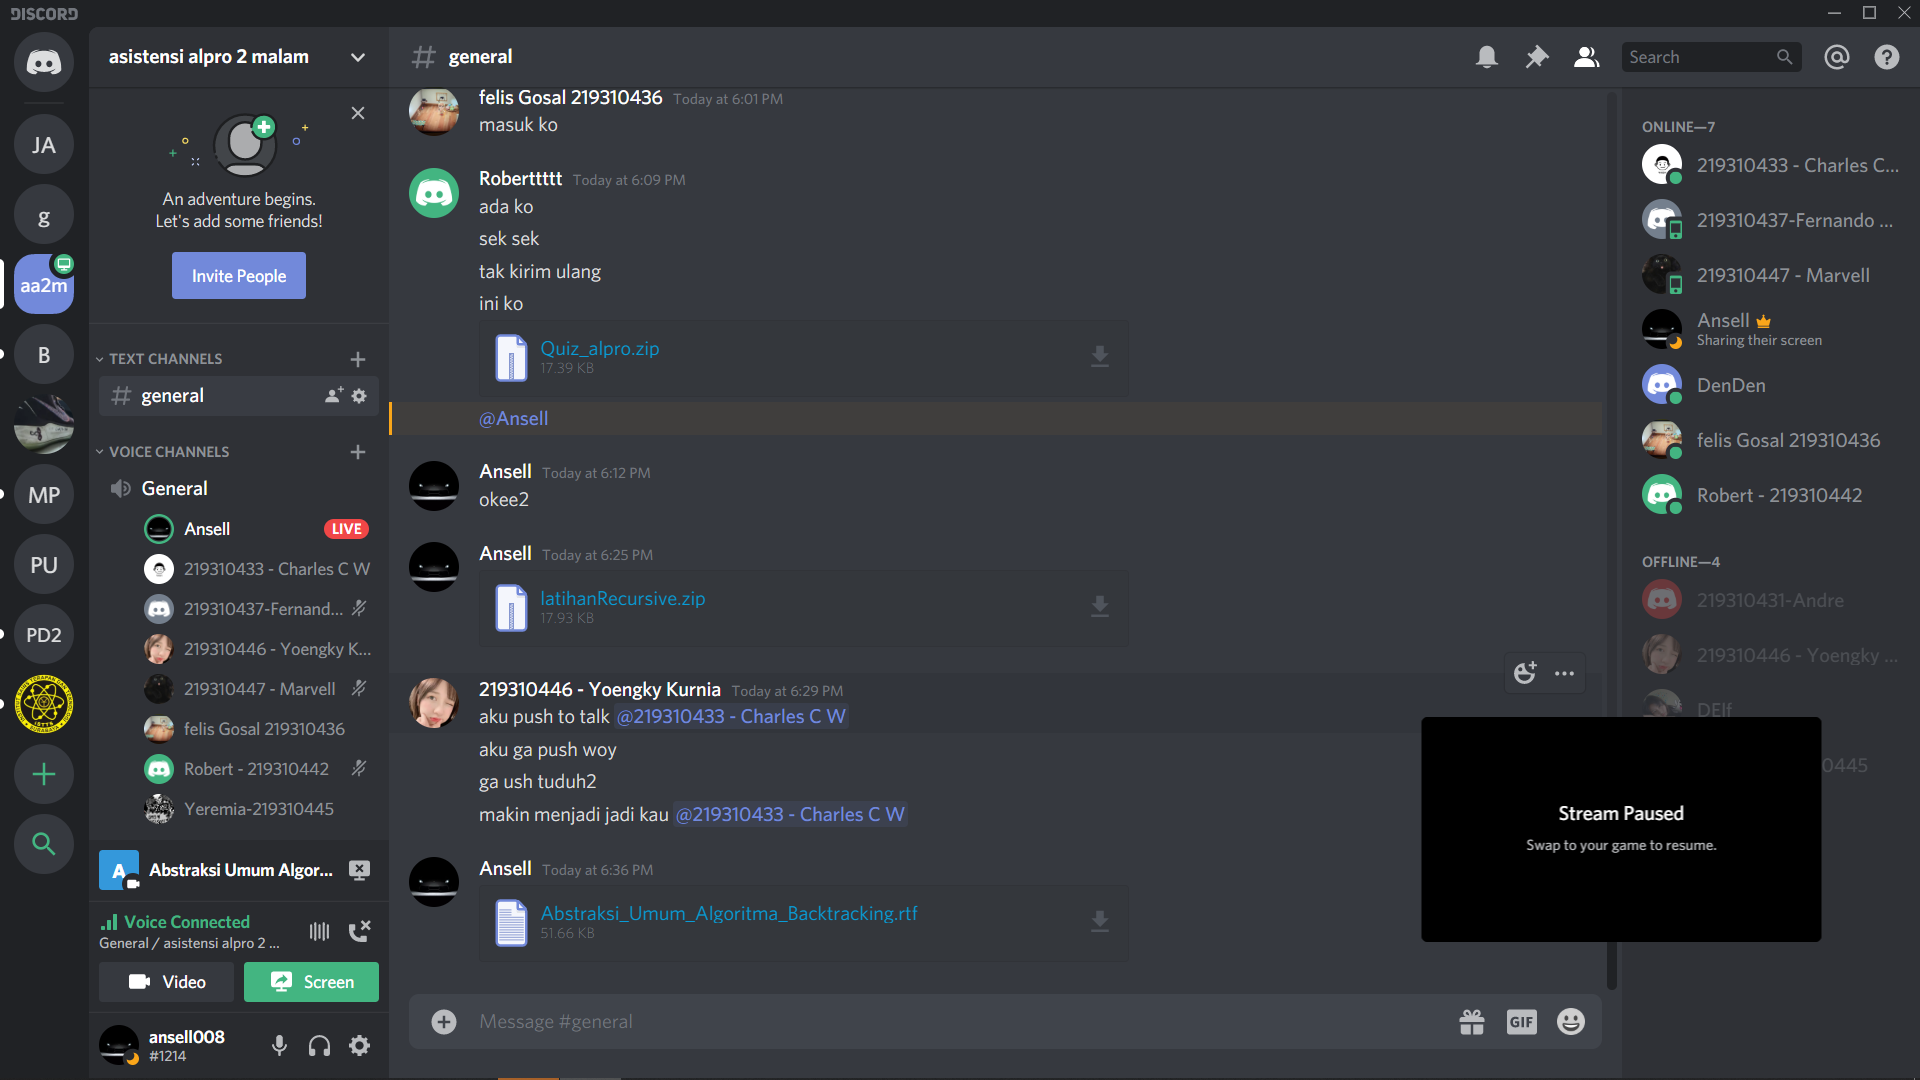 DISCORD
asistensi alpro 2 malam
general
Search
JA
g
aa2m
B
MP
PU
PD2
An adventure begins.
Let's add some friends!
Invite People
TEXT CHANNELS
general
VOICE CHANNELS
General
Ansell
LIVE
219310433 - Charles C W
219310437-Fernand...
219310446 - Yoengky K...
219310447 - Marvell
felis Gosal 219310436
Robert - 219310442
Yeremia-219310445
A
Abstraksi Umum Algor...
Voice Connected
General / asistensi alpro 2 ...
Video
Screen
ansell008
#1214
felis Gosal 219310436 Today at 6:01 PM
masuk ko
Roberttttt Today at 6:09 PM
ada ko
sek sek
tak kirim ulang
ini ko
Quiz_alpro.zip
17.39 KB
@Ansell
Ansell Today at 6:12 PM
okee2
Ansell Today at 6:25 PM
latihanRecursive.zip
17.93 KB
219310446 - Yoengky Kurnia Today at 6:29 PM
aku push to talk @219310433 - Charles C W
aku ga push woy
ga ush tuduh2
makin menjadi jadi kau @219310433 - Charles C W
Ansell Today at 6:36 PM
Abstraksi_Umum_Algoritma_Backtracking.rtf
51.66 KB
Message #general
GIF
ONLINE—7
219310433 - Charles C...
219310437-Fernando ...
219310447 - Marvell
Ansell
Sharing their screen
DenDen
felis Gosal 219310436
Robert - 219310442
OFFLINE—4
219310431-Andre
219310446 - Yoengky ...
DElf
0445
Stream Paused
Swap to your game to resume.